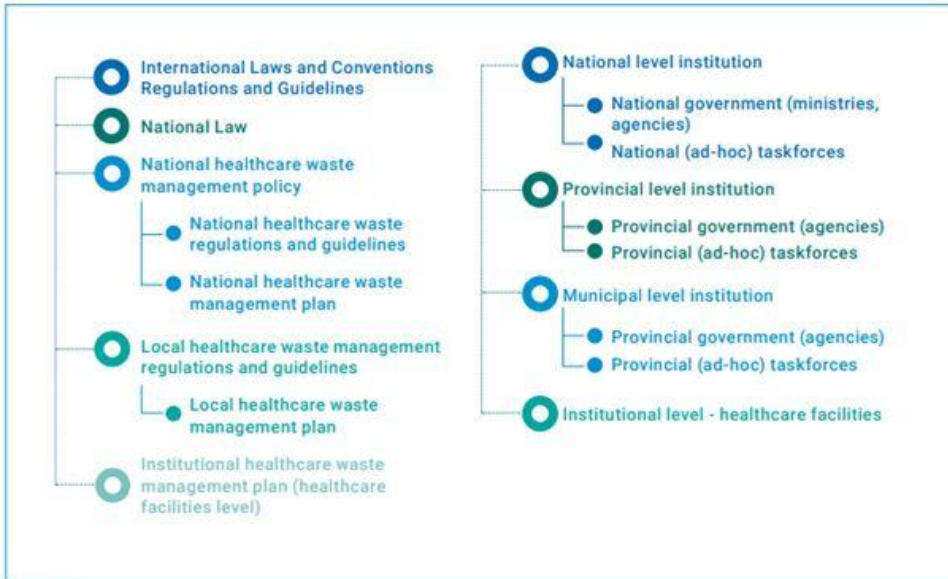 International Laws and Conventions
Regulations and Guidelines
National Law
National healthcare waste
management policy
National healthcare waste
regulations and guidelines
National healthcare waste
management plan
Local healthcare waste management
regulations and guidelines
Local healthcare waste
management plan
Institutional healthcare waste
management plan (healthcare
facilities level)
National level institution
National government (ministries,
agencies)
National (ad-hoc) taskforces
Provincial level institution
Provincial government (agencies)
Provincial (ad-hoc) taskforces
Municipal level institution
Provincial government (agencies)
Provincial (ad-hoc) taskforces
Institutional level - healthcare facilities